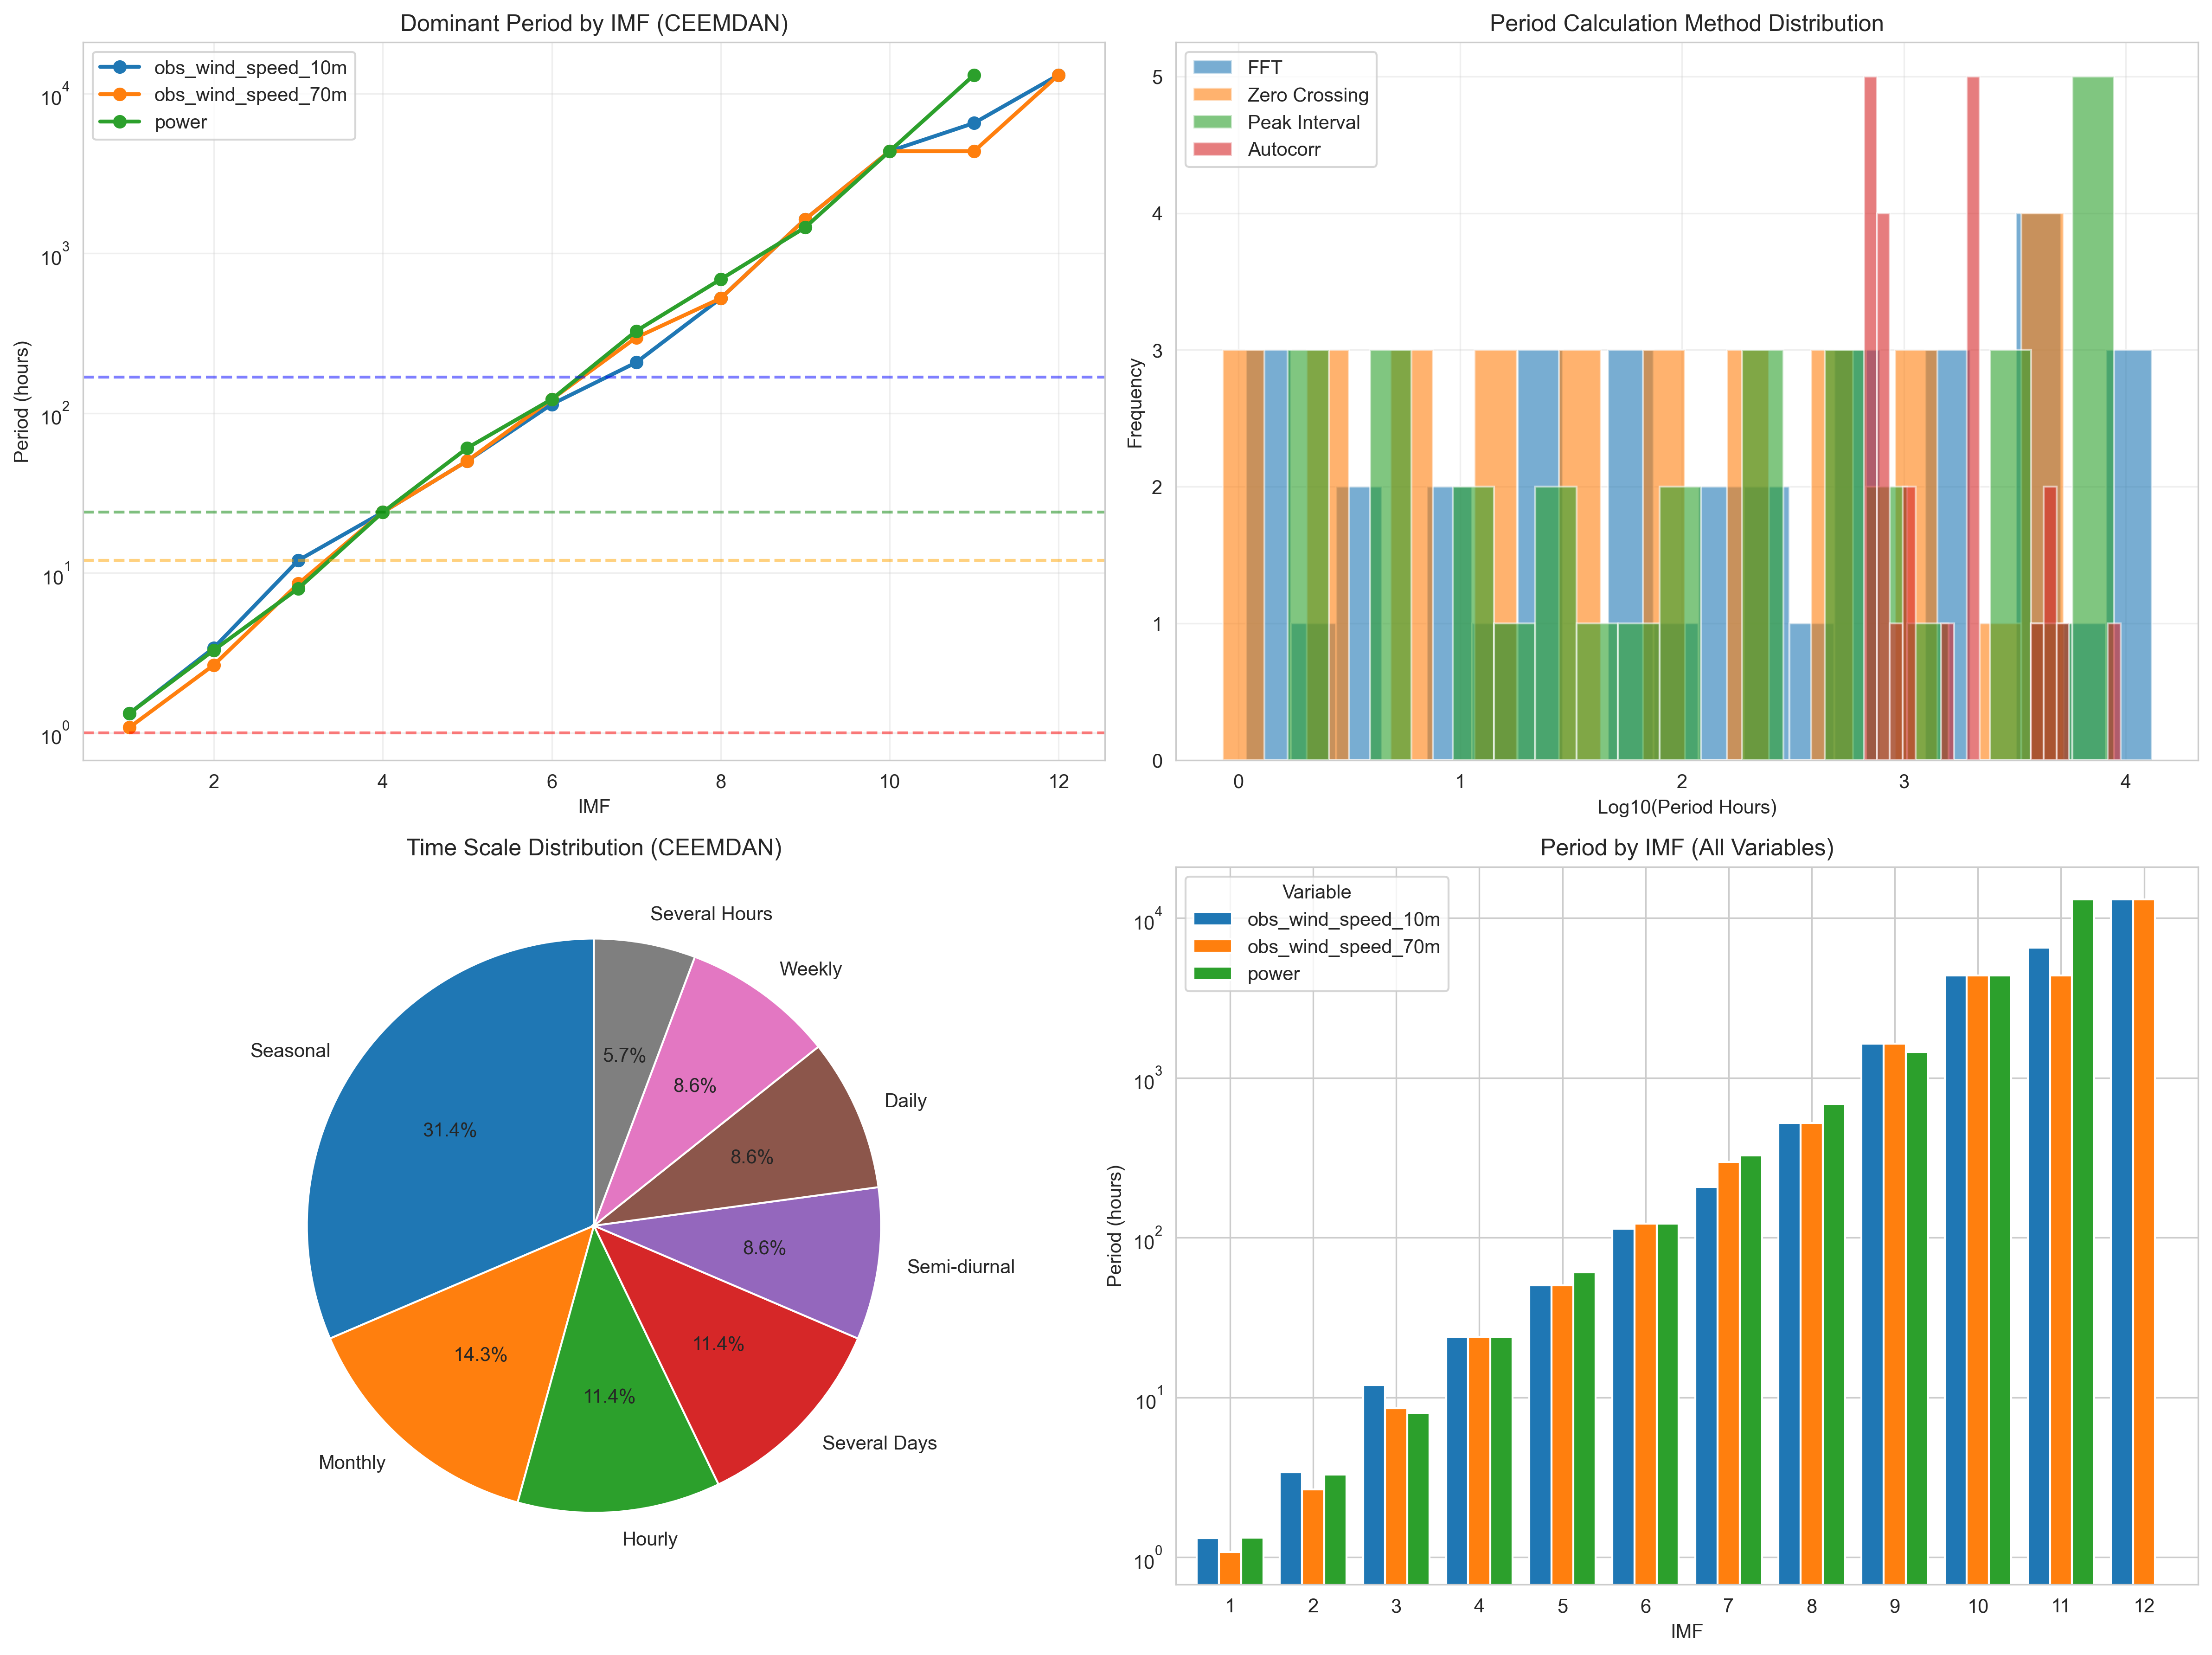 Dominant Period by IMF (CEEMDAN)
obs_wind_speed_10m
obs_wind_speed_70m
power
Period (hours)
10^4
10^3
10^2
10^1
10^0
2 4 6 8 10 12
IMF
Period Calculation Method Distribution
FFT
Zero Crossing
Peak Interval
Autocorr
Frequency
5
4
3
2
1
0
0 1 2 3 4
Log10(Period Hours)
Time Scale Distribution (CEEMDAN)
Several Hours
Weekly
Seasonal
Daily
5.7%
8.6%
31.4%
8.6%
8.6%
Semi-diurnal
11.4%
14.3%
11.4%
Several Days
Monthly
Hourly
Period by IMF (All Variables)
Variable
obs_wind_speed_10m
obs_wind_speed_70m
power
Period (hours)
10^4
10^3
10^2
10^1
10^0
1 2 3 4 5 6 7 8 9 10 11 12
IMF